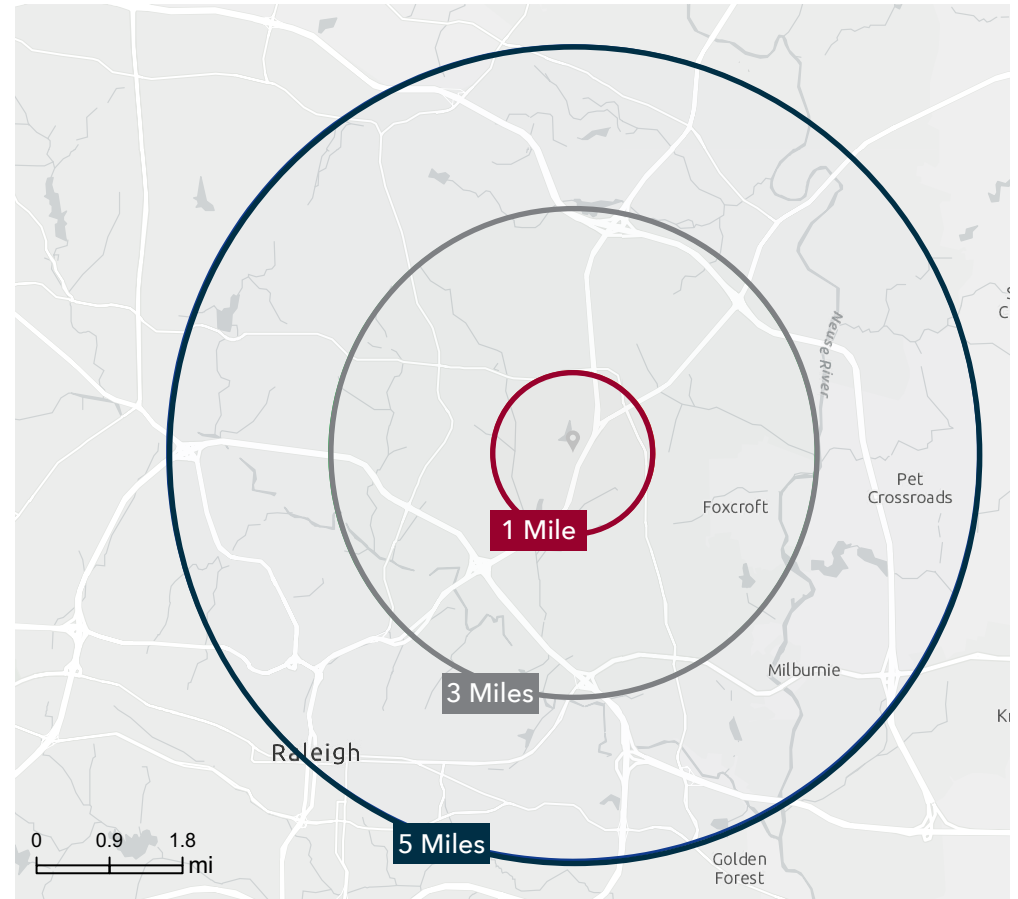 Neuse River
C
Pet
Crossroads
Foxcroft
1 Mile
Milburnie
3 Miles
Kr
Raleigh
0 0.9 1.8
mi
5 Miles
Golden
Forest